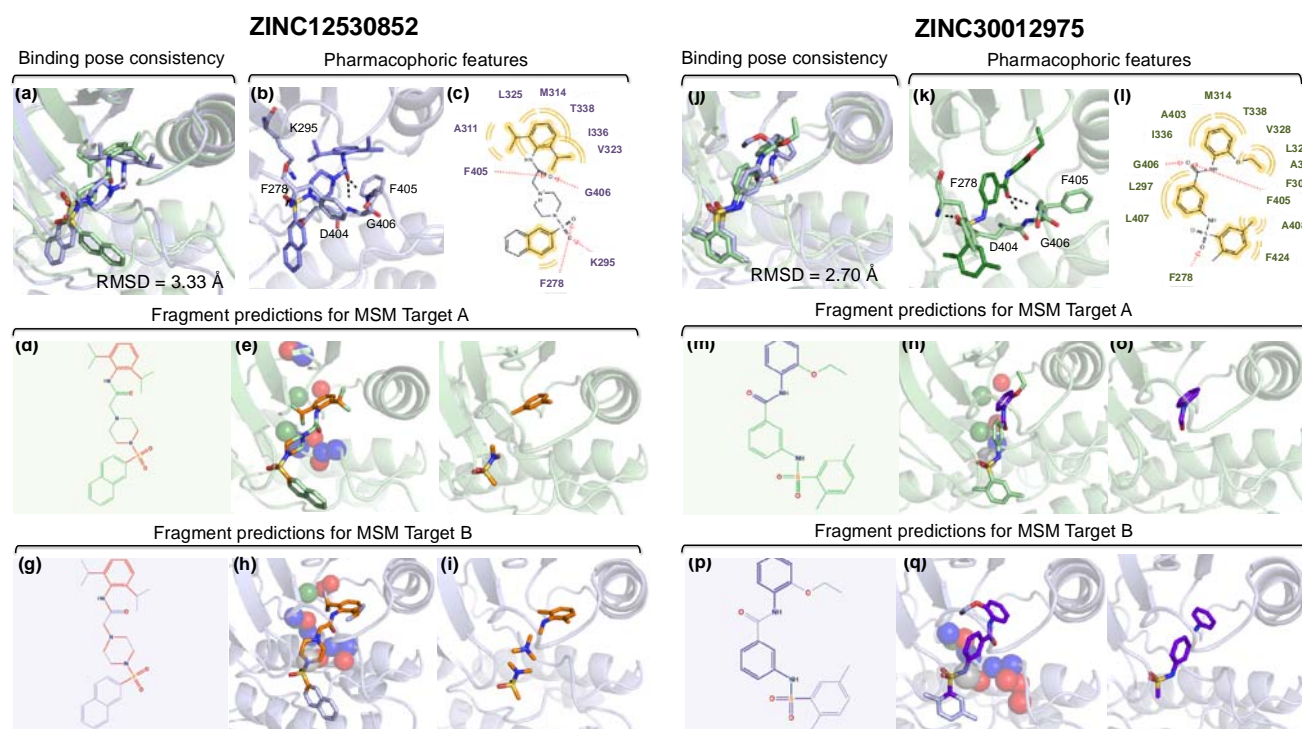 ZINC12530852
Binding pose consistency
Pharmacophoric features
(a)
RMSD = 3.33 Å
(b)
K295
F278
F405
D404
G406
(c)
L325
M314
T338
A311
I336
V323
F405
G406
K295
F278
Fragment predictions for MSM Target A
(d)
(e)
Fragment predictions for MSM Target B
(g)
(h)
(i)
ZINC30012975
Binding pose consistency
Pharmacophoric features
(j)
RMSD = 2.70 Å
(k)
F278
F405
D404
G406
(l)
M314
A403
T338
I336
V328
G406
L297
F405
L407
F424
F278
Fragment predictions for MSM Target A
(m)
(n)
(o)
Fragment predictions for MSM Target B
(p)
(q)